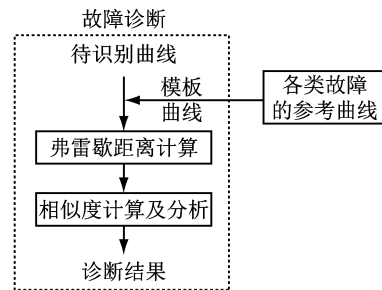 故障诊断
待识别曲线
模板
曲线
各类故障
的参考曲线
弗雷歇距离计算
相似度计算及分析
诊断结果